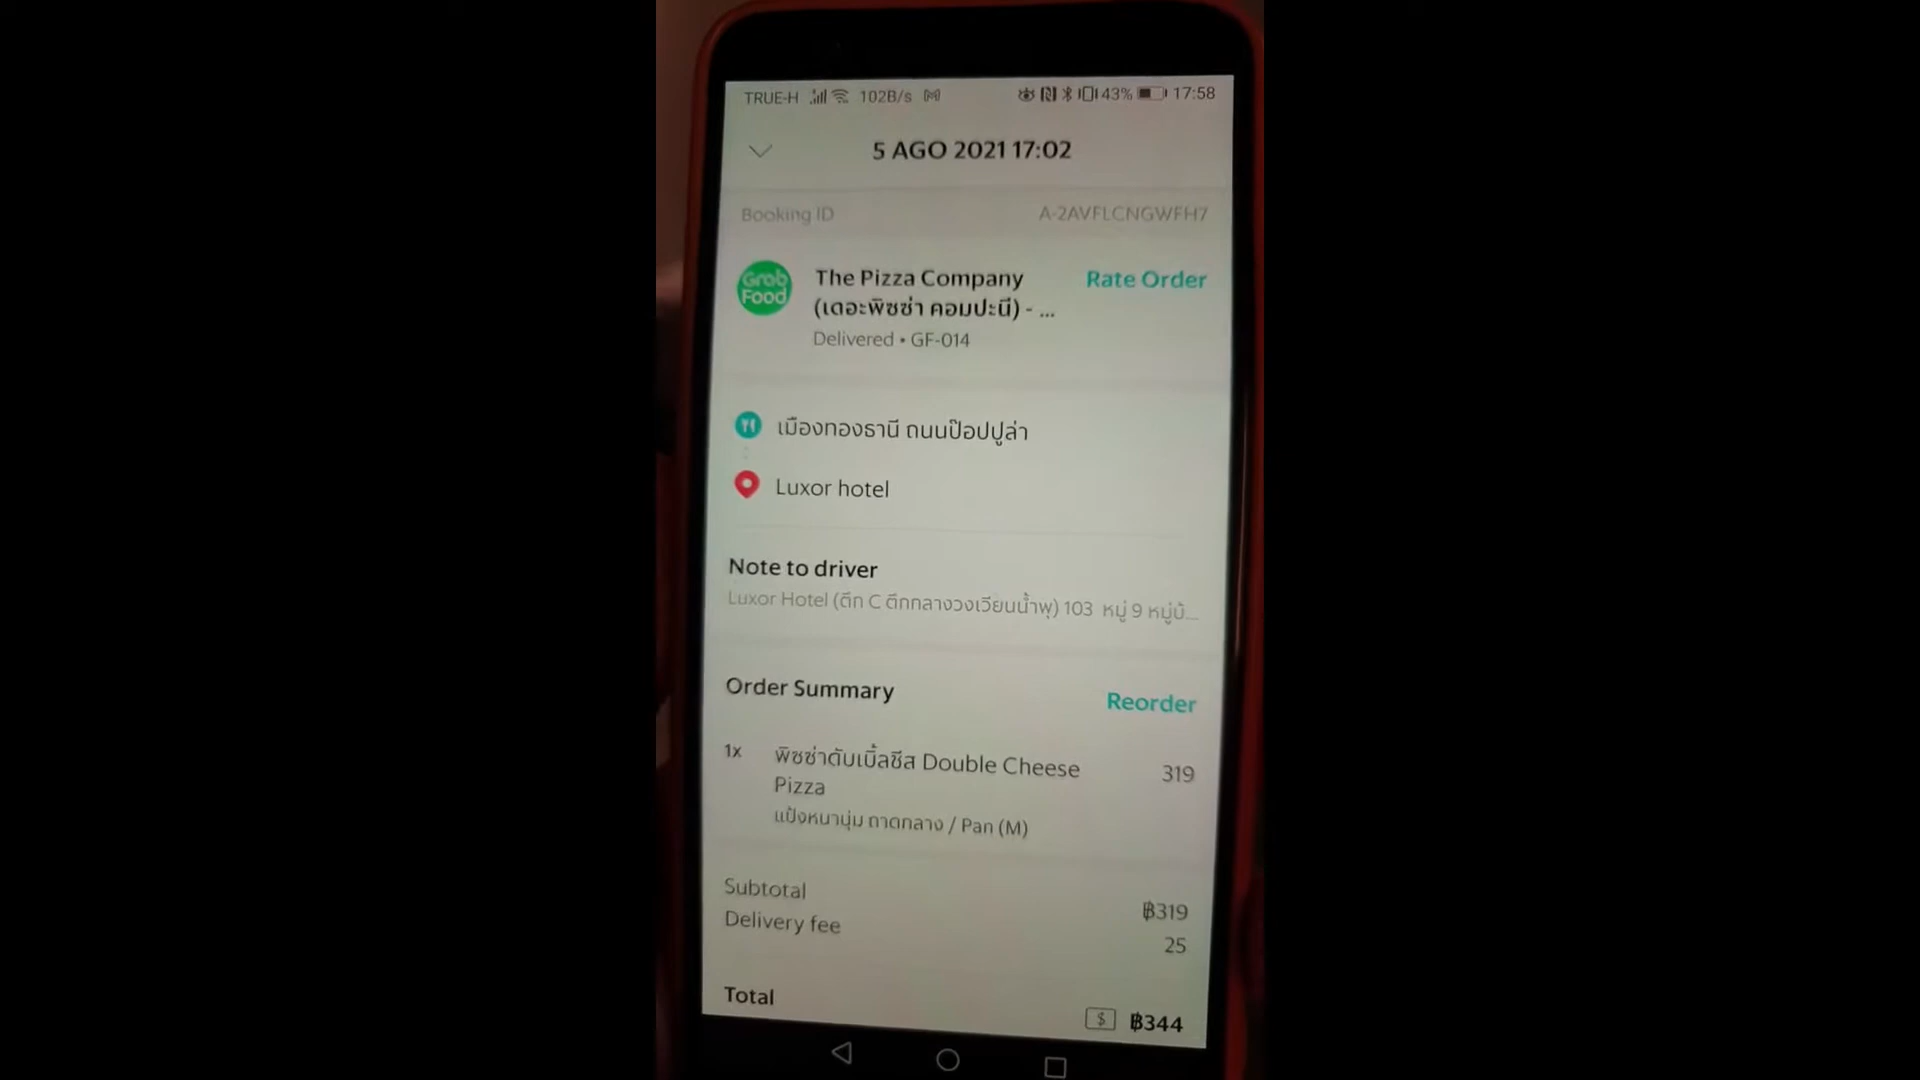 TRUE-H 102B/s 43% 17:58
5 AGO 2021 17:02
Booking ID A-2AVFLCNGWFH7
Grab
Food
The Pizza Company Rate Order
(เดอะพิซซ่า คอมปะนี) - ...
Delivered • GF-014
เมืองทองธานี ถนนป๊อปปูล่า
Luxor hotel
Note to driver
Luxor Hotel (ตึก C ตึกกลางวงเวียนน้ำพุ) 103 หมู่ 9 หมู่บ้...
Order Summary Reorder
1x พิซซ่าดับเบิ้ลชีส Double Cheese 319
Pizza
แป้งหนานุ่ม ถาดกลาง / Pan (M)
Subtotal ฿319
Delivery fee 25
Total $ ฿344